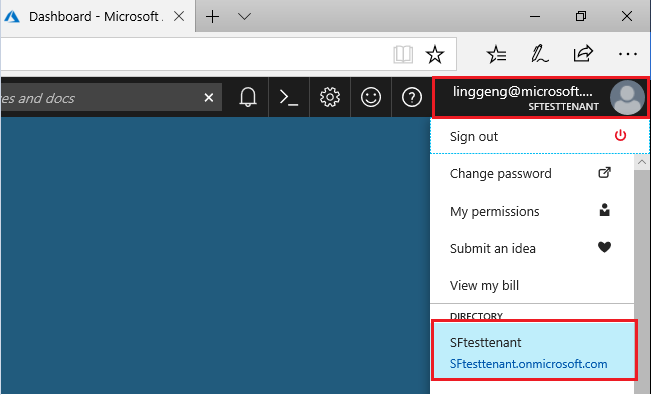 Dashboard - Microsoft
es and docs
linggeng@microsoft....
SFTESTTENANT
Sign out
Change password
My permissions
Submit an idea
View my bill
DIRECTORY
SFtesttenant
SFtesttenant.onmicrosoft.com